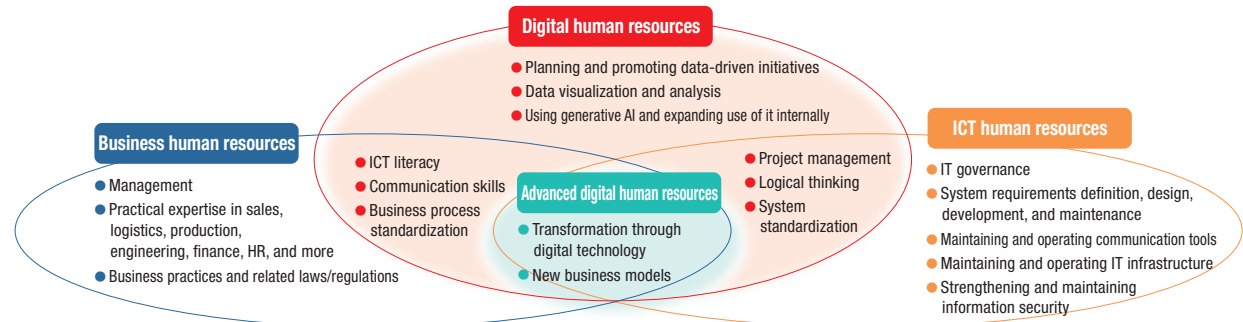 Digital human resources
Planning and promoting data-driven initiatives
Data visualization and analysis
Using generative AI and expanding use of it internally
Business human resources
Management
Practical expertise in sales,
logistics, production,
engineering, finance, HR, and more
Business practices and related laws/regulations
ICT literacy
Communication skills
Business process
standardization
Advanced digital human resources
Transformation through
digital technology
New business models
Project management
Logical thinking
System
standardization
ICT human resources
IT governance
System requirements definition, design,
development, and maintenance
Maintaining and operating communication tools
Maintaining and operating IT infrastructure
Strengthening and maintaining
information security